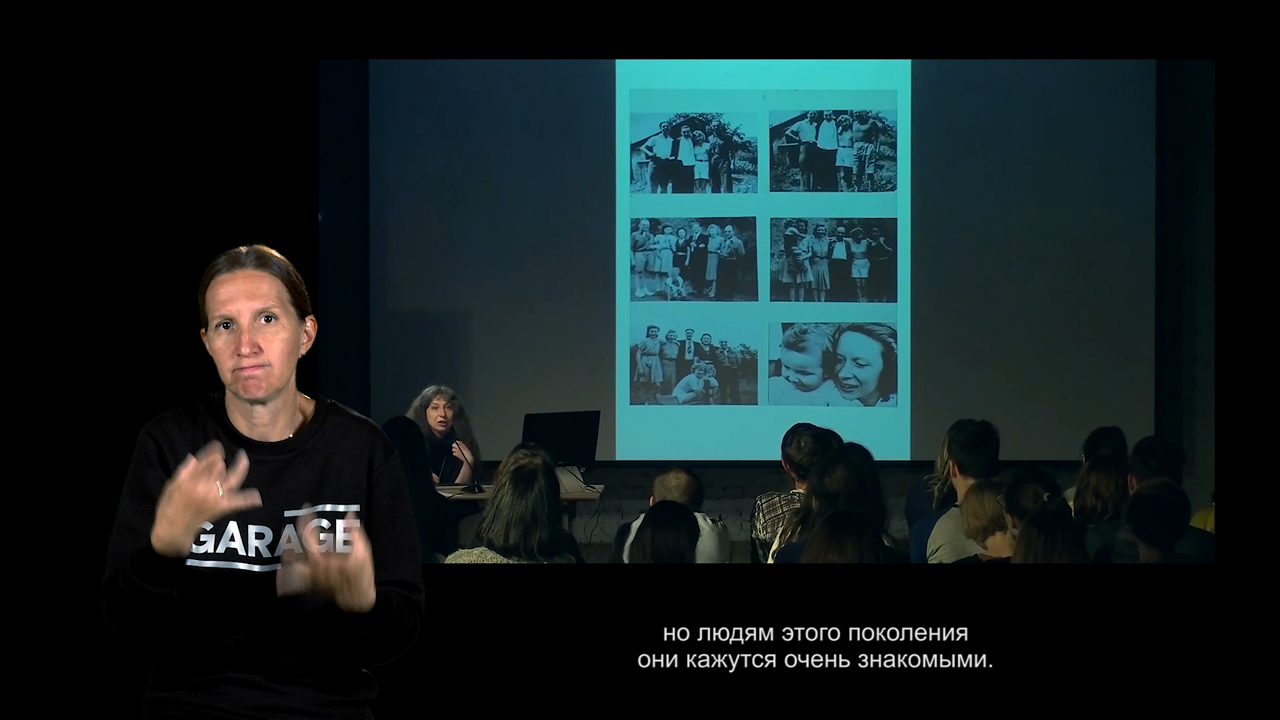 GARAGE
но людям этого поколения
они кажутся очень знакомыми.